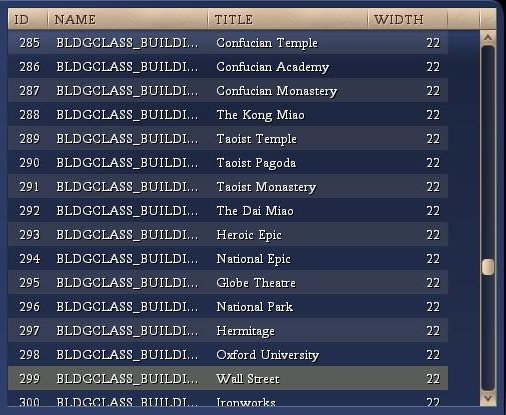 ID NAME TITLE WIDTH
285 BLDGCLASS_BUILDI... Confucian Temple 22
286 BLDGCLASS_BUILDI... Confucian Academy 22
287 BLDGCLASS_BUILDI... Confucian Monastery 22
288 BLDGCLASS_BUILDI... The Kong Miao 22
289 BLDGCLASS_BUILDI... Taoist Temple 22
290 BLDGCLASS_BUILDI... Taoist Pagoda 22
291 BLDGCLASS_BUILDI... Taoist Monastery 22
292 BLDGCLASS_BUILDI... The Dai Miao 22
293 BLDGCLASS_BUILDI... Heroic Epic 22
294 BLDGCLASS_BUILDI... National Epic 22
295 BLDGCLASS_BUILDI... Globe Theatre 22
296 BLDGCLASS_BUILDI... National Park 22
297 BLDGCLASS_BUILDI... Hermitage 22
298 BLDGCLASS_BUILDI... Oxford University 22
299 BLDGCLASS_BUILDI... Wall Street 22
300 BLDGCLASS_BUILDI... Ironworks 22